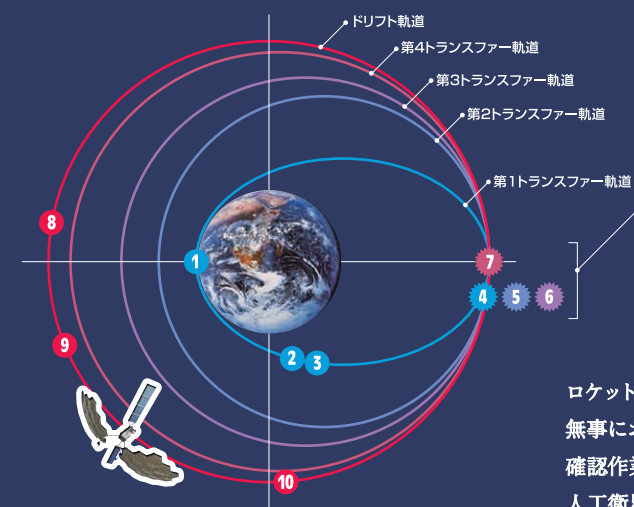 ドリフト軌道
第4トランスファー軌道
第3トランスファー軌道
第2トランスファー軌道
第1トランスファー軌道
8
1
7
4 5 6
9
2 3
10
ロケット
無事に
確認作
人工衛